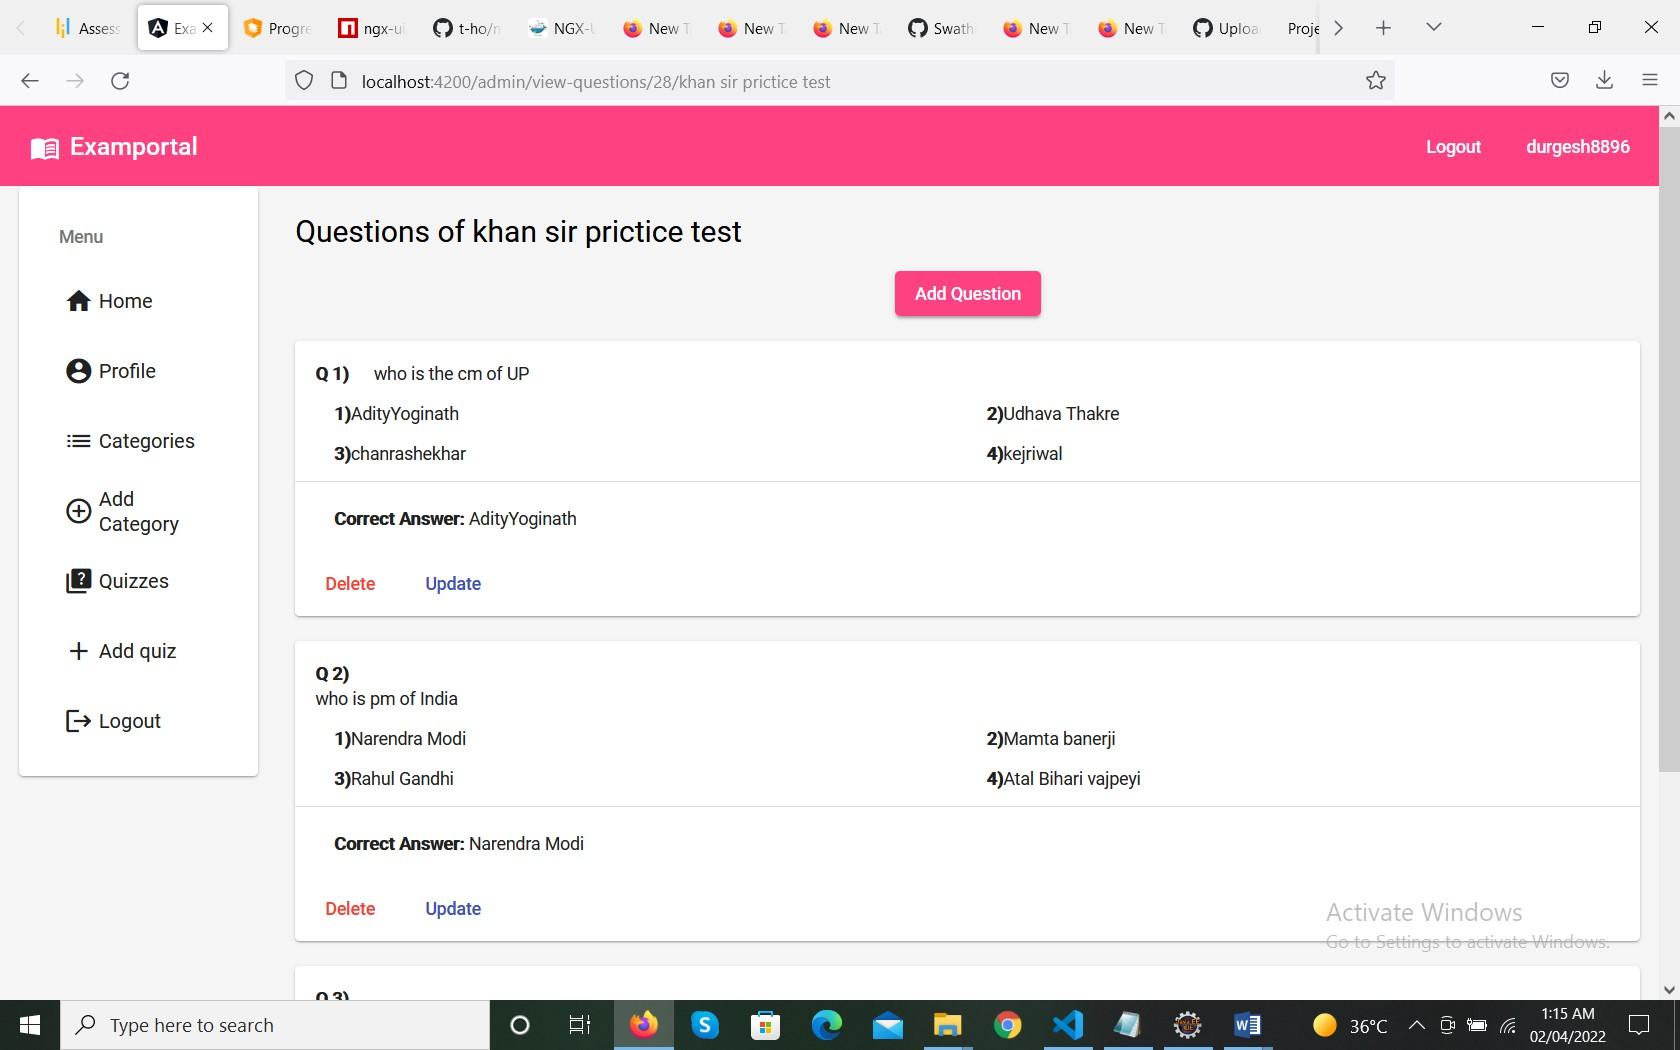 Assess
Exa
Progre
ngx-ui
t-ho/n
NGX-U
New T
New T
New T
Swath
New T
New T
Uploa
Proje
localhost:4200/admin/view-questions/28/khan sir prictice test
Examportal
Logout
durgesh8896
Menu
Home
Profile
Categories
Add
Category
Quizzes
Add quiz
Logout
Questions of khan sir prictice test
Add Question
Q 1) who is the cm of UP
1)AdityYoginath
2)Udhava Thakre
3)chanrashekhar
4)kejriwal
Correct Answer: AdityYoginath
Delete
Update
Q 2)
who is pm of India
1)Narendra Modi
2)Mamta banerji
3)Rahul Gandhi
4)Atal Bihari vajpeyi
Correct Answer: Narendra Modi
Delete
Update
Activate Windows
Go to Settings to activate Windows.
Q 3)
Type here to search
36°C
1:15 AM
02/04/2022